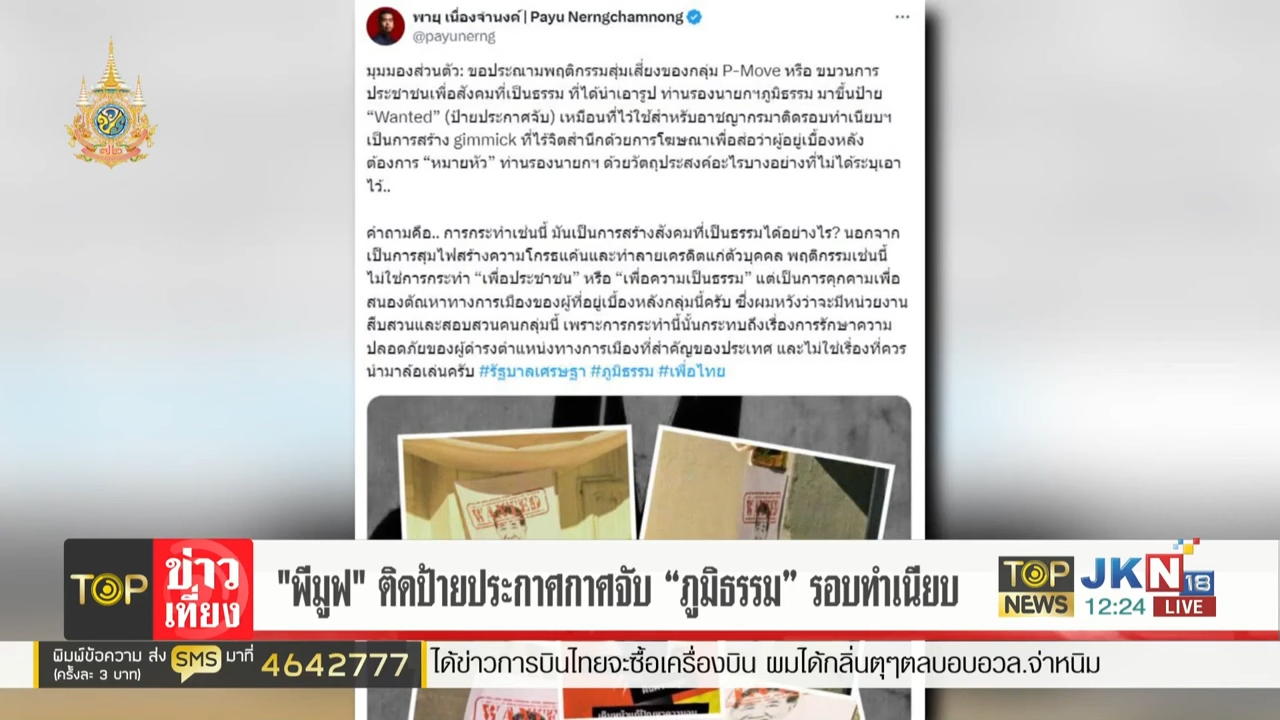 พายุ เนื่องจำนงค์ | Payu Nerngchamnong
@payunerng
มุมมองส่วนตัว: ขอประณามพฤติกรรมสุ่มเสี่ยงของกลุ่ม P-Move หรือ ขบวนการ
ประชาชนเพื่อสังคมที่เป็นธรรม ที่ได้นำเอารูป ท่านรองนายกฯภูมิธรรม มาขึ้นป้าย
“Wanted” (ป้ายประกาศจับ) เหมือนที่ไว้ใช้สำหรับอาชญากรมาติดรอบทำเนียบฯ
เป็นการสร้าง gimmick ที่ไร้จิตสำนึกด้วยการโฆษณาเพื่อส่อว่าผู้อยู่เบื้องหลัง
ต้องการ “หมายหัว” ท่านรองนายกฯ ด้วยวัตถุประสงค์อะไรบางอย่างที่ไม่ได้ระบุเอา
ไว้..
คำถามคือ.. การกระทำเช่นนี้ มันเป็นการสร้างสังคมที่เป็นธรรมได้อย่างไร? นอกจาก
เป็นการสุมไฟสร้างความโกรธแค้นและทำลายเครดิตแก่ตัวบุคคล พฤติกรรมเช่นนี้
ไม่ใช่การกระทำ “เพื่อประชาชน” หรือ “เพื่อความเป็นธรรม” แต่เป็นการคุกคามเพื่อ
สนองตัณหาทางการเมืองของผู้ที่อยู่เบื้องหลังกลุ่มนี้ครับ ซึ่งผมหวังว่าจะมีหน่วยงาน
สืบสวนและสอบสวนคนกลุ่มนี้ เพราะการกระทำนี้นั้นกระทบถึงเรื่องการรักษาความ
ปลอดภัยของผู้ดำรงตำแหน่งทางการเมืองที่สำคัญของประเทศ และไม่ใช่เรื่องที่ควร
นำมาล้อเล่นครับ #รัฐบาลเศรษฐา #ภูมิธรรม #เพื่อไทย
WANTED
WANTED
TOP ข่าวเที่ยง
"พีมูฟ" ติดป้ายประกาศกาศจับ “ภูมิธรรม” รอบทำเนียบ
TOP NEWS
JKN18
12:24 LIVE
พิมพ์ข้อความ ส่ง SMS มาที่ 4642777
(ครั้งละ 3 บาท)
ได้ข่าวการบินไทยจะซื้อเครื่องบิน ผมได้กลิ่นตุๆตลบอบอวล.จ่าหนิม